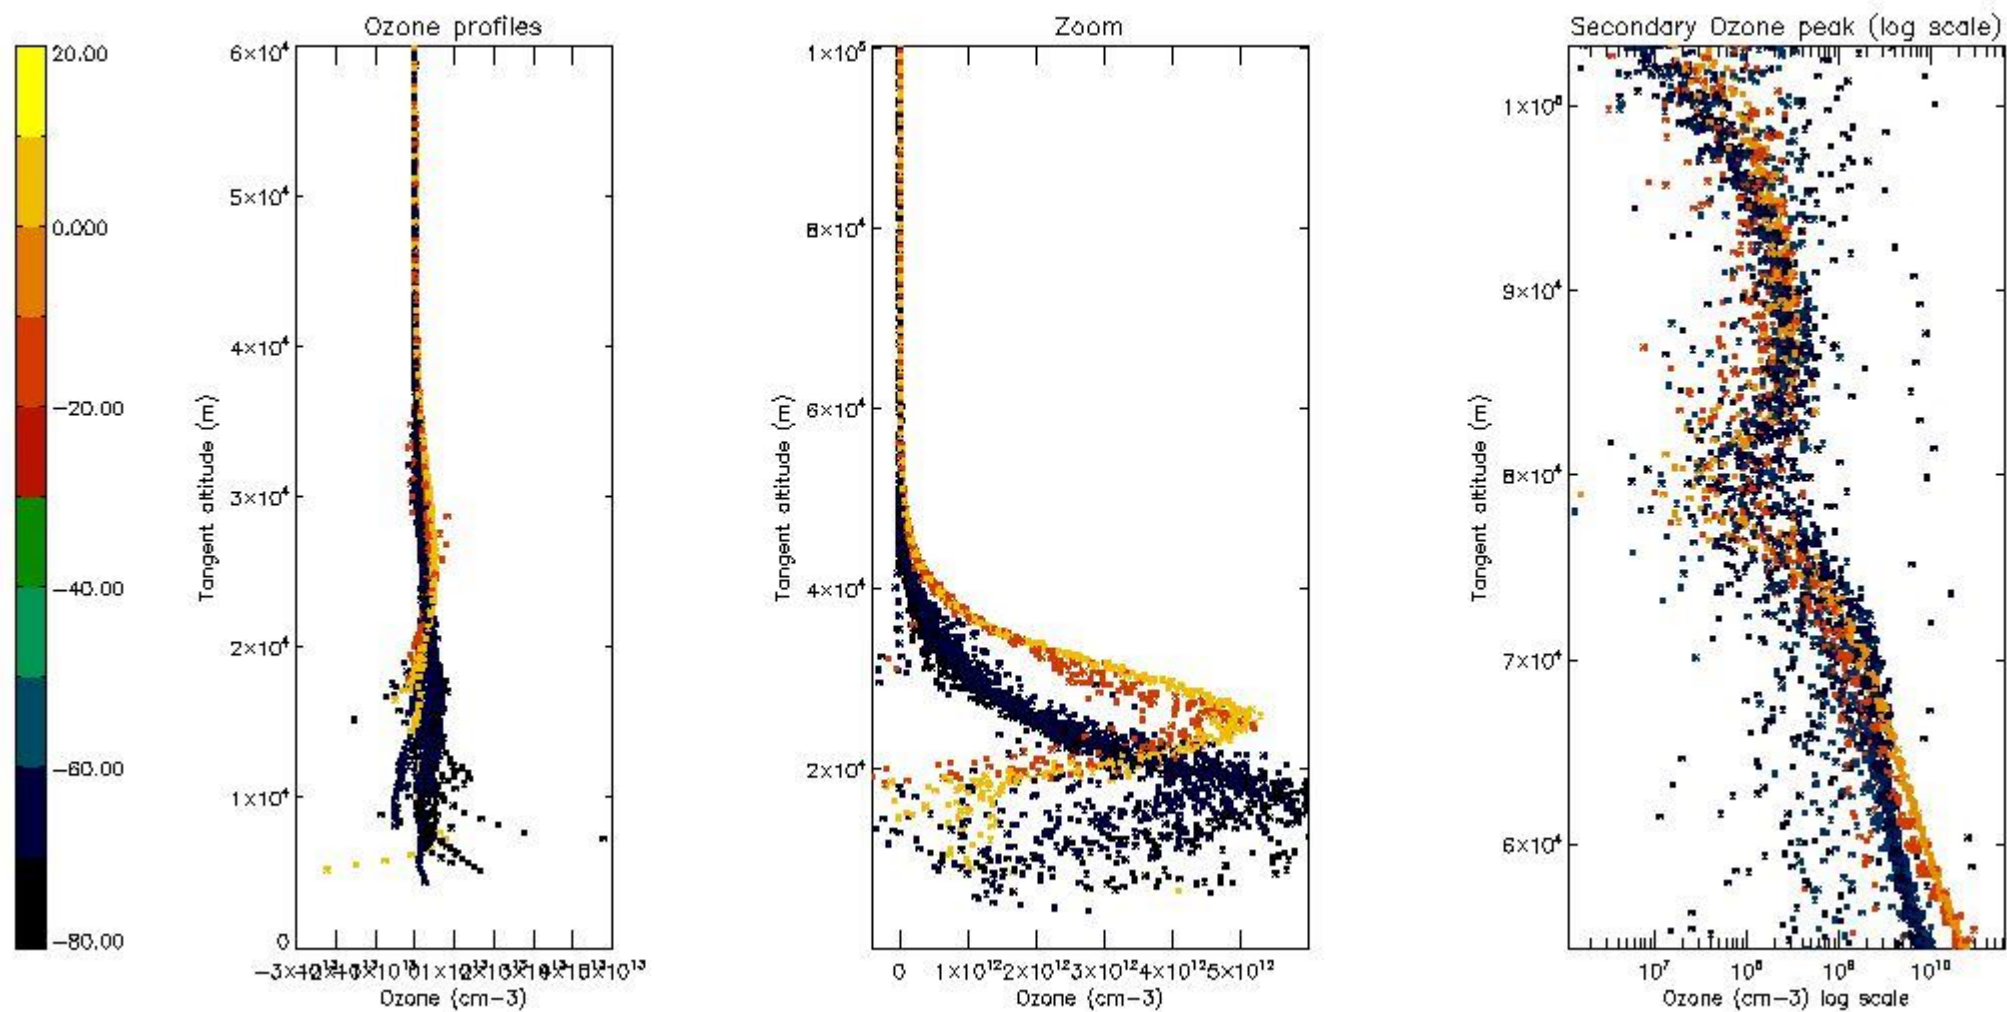 Ozone profiles
Zoom
Secondary Ozone peak (log scale)
20.00
0.000
−20.00
−40.00
−60.00
−80.00
6×10⁴
5×10⁴
4×10⁴
3×10⁴
2×10⁴
1×10⁴
0
Tangent altitude (m)
Ozone (cm−3)
1×10⁵
8×10⁴
6×10⁴
4×10⁴
2×10⁴
Tangent altitude (m)
0 1×10¹² 2×10¹² 3×10¹² 4×10¹² 5×10¹²
Ozone (cm−3)
9×10⁴
8×10⁴
7×10⁴
6×10⁴
Tangent altitude (m)
10⁷ 10⁸ 10⁹ 10¹⁰
Ozone (cm−3) log scale